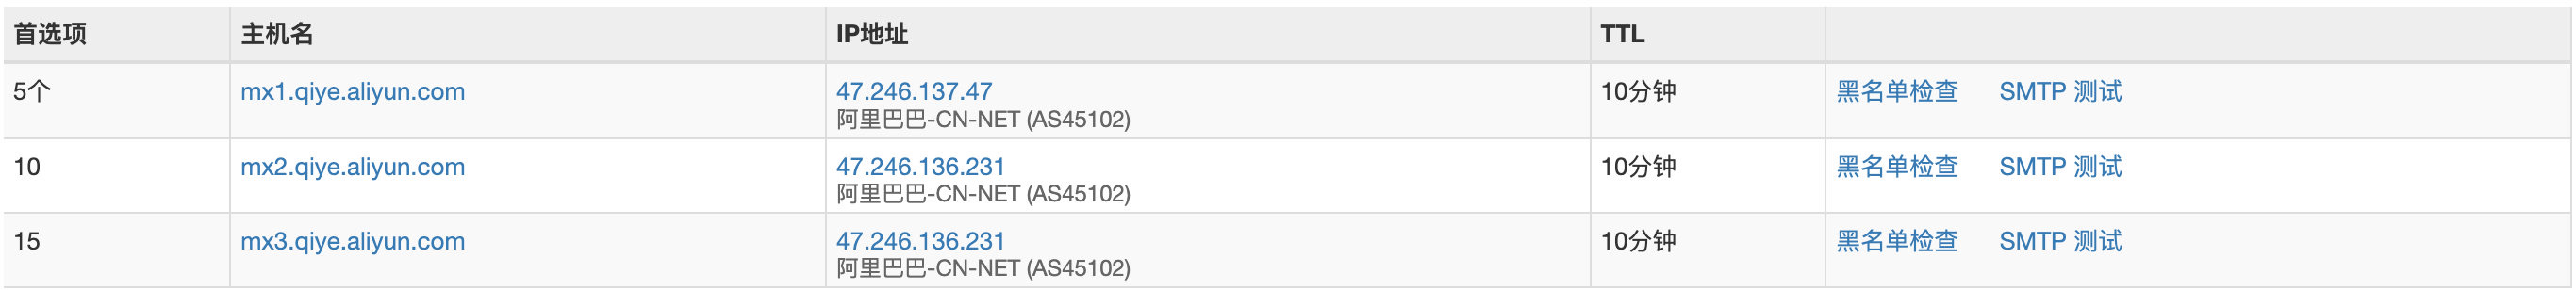 首选项 主机名 IP地址 TTL
5个 mx1.qiye.aliyun.com 47.246.137.47 10分钟 黑名单检查 SMTP 测试
阿里巴巴-CN-NET (AS45102)
10 mx2.qiye.aliyun.com 47.246.136.231 10分钟 黑名单检查 SMTP 测试
阿里巴巴-CN-NET (AS45102)
15 mx3.qiye.aliyun.com 47.246.136.231 10分钟 黑名单检查 SMTP 测试
阿里巴巴-CN-NET (AS45102)